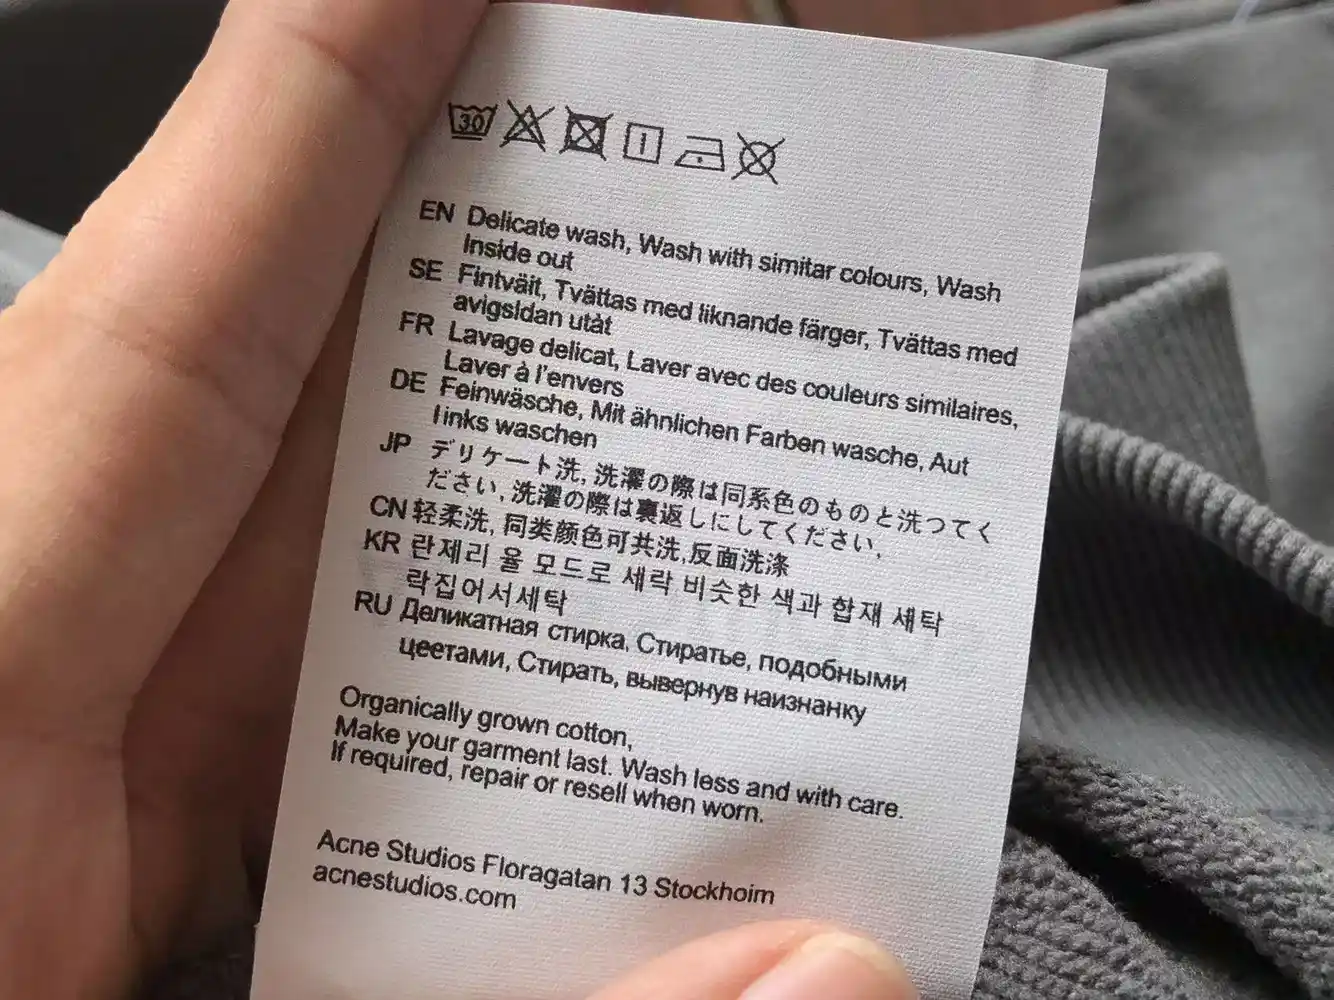 30
EN Delicate wash, Wash with simitar colours, Wash
Inside out
SE Fintväit, Tvättas med liknande färger, Tvättas med
avigsldan utàt
FR Lavage delicat, Laver avec des couleurs similaires,
Laver à l'envers
DE Feinwäsche, Mit ähnlichen Farben wasche, Aut
links waschen
JP デリケート洗, 洗濯の際は同系色のものと洗つてく
ださい, 洗濯の際は裏返しにしてください,
CN 轻柔洗, 同类颜色可共洗,反面洗涤
KR 란제리 율 모드로 세락 비슷한 색과 합재 세탁
락집어서세탁
RU Деликатная стирка, Стиратье, подобными
цеетами, Стирать, вывернув наизнанку
Organically grown cotton,
Make your garment last. Wash less and with care.
If required, repair or resell when worn.
Acne Studios Floragatan 13 Stockhoim
acnestudios.com